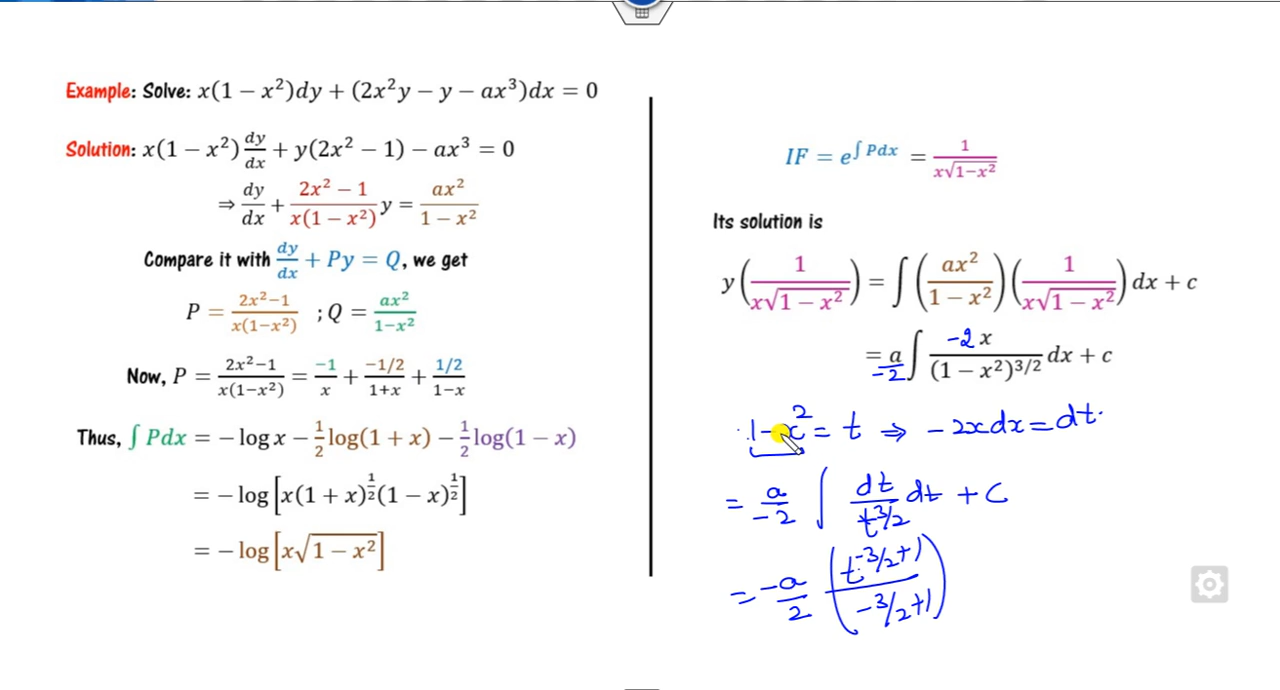 Example: Solve: x(1 − x²)dy + (2x²y − y − ax³)dx = 0
Solution: x(1 − x²) dy/dx + y(2x² − 1) − ax³ = 0
⇒ dy/dx + (2x² − 1)/(x(1 − x²)) y = ax²/(1 − x²)
Compare it with dy/dx + Py = Q, we get
P = (2x²−1)/(x(1−x²)) ; Q = ax²/(1−x²)
Now, P = (2x²−1)/(x(1−x²)) = −1/x + (−1/2)/(1+x) + (1/2)/(1−x)
Thus, ∫ Pdx = − log x − ½ log(1 + x) − ½ log(1 − x)
= − log [x(1 + x)^(1/2) (1 − x)^(1/2)]
= − log [x√(1 − x²)]
IF = e^(∫ Pdx) = 1/(x√(1−x²))
Its solution is
y (1/(x√(1 − x²))) = ∫ (ax²/(1 − x²)) (1/(x√(1 − x²))) dx + c
= a/−2 ∫ −2x/(1 − x²)^(3/2) dx + c
1−x² = t ⇒ −2xdx = dt.
= a/−2 ∫ dt/t^(3/2) dt + c
= −a/2 (t^(−3/2+1)/(−3/2+1))